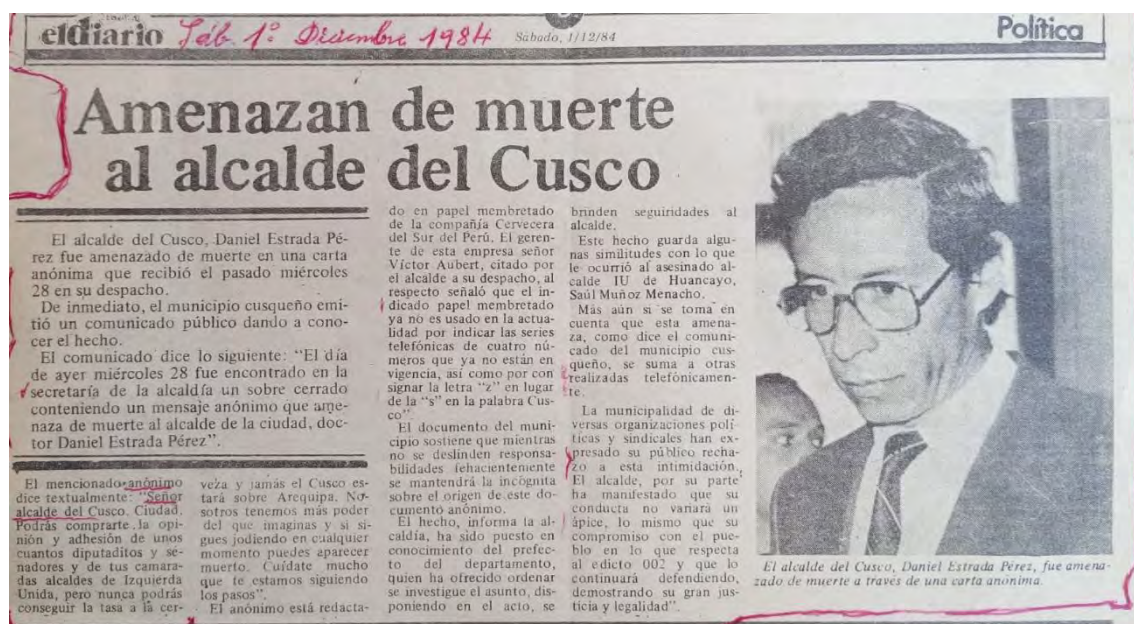 eldiario Sáb. 1º Diciembre 1984 Sábado, 1/12/84 Política
Amenazan de muerte
al alcalde del Cusco
El alcalde del Cusco, Daniel Estrada Pé-
rez fue amenazado de muerte en una carta
anónima que recibió el pasado miércoles
28 en su despacho.
De inmediato, el municipio cusqueño emi-
tió un comunicado público dando a cono-
cer el hecho.
El comunicado dice lo siguiente: "El día
de ayer miércoles 28 fue encontrado en la
secretaría de la alcaldía un sobre cerrado
conteniendo un mensaje anónimo que ame-
naza de muerte al alcalde de la ciudad, doc-
tor Daniel Estrada Pérez".
El mencionado anónimo
dice textualmente: "Señor
alcalde del Cusco. Ciudad.
Podrás comprarte la opi-
nión y adhesión de unos
cuantos diputaditos y se-
nadores y de tus camara-
das alcaldes de Izquierda
Unida, pero nunca podrás
conseguir la tasa a la cer-
veza y jamás el Cusco es-
tará sobre Arequipa. No-
sotros tenemos más poder
del que imaginas y si si-
gues jodiendo en cualquier
momento puedes aparecer
muerto. Cuídate mucho
que te estamos siguiendo
los pasos".
El anónimo está redacta-
do en papel membretado
de la compañía Cervecera
del Sur del Perú. El geren-
te de esta empresa señor
Víctor Aubert, citado por
el alcalde a su despacho, al
respecto señaló que el in-
dicado papel membretado
ya no es usado en la actua-
lidad por indicar las series
telefónicas de cuatro nú-
meros que ya no están en
vigencia, así como por con
signar la letra "z" en lugar
de la "s" en la palabra Cus-
co".
El documento del muni-
cipio sostiene que mientras
no se deslinden responsa-
bilidades fehacientemente
se mantendrá la incógnita
sobre el origen de este do-
cumento anónimo.
El hecho, informa la al-
caldía, ha sido puesto en
conocimiento del prefec-
to del departamento,
quien ha ofrecido ordenar
se investigue el asunto, dis-
poniendo en el acto, se
brinden seguiridades al
alcalde.
Este hecho guarda algu-
nas similitudes con lo que
le ocurrió al asesinado al-
calde IU de Huancayo,
Saúl Muñoz Menacho.
Más aún si se toma en
cuenta que esta amena-
za, como dice el comuni-
cado del municipio cus-
queño, se suma a otras
realizadas telefónicamen-
te.
La municipalidad de di-
versas organizaciones polí-
ticas y sindicales han ex-
presado su público recha-
zo a esta intimidación.
El alcalde, por su parte
ha manifestado que su
conducta no variará un
ápice, lo mismo que su
compromiso con el pue-
blo en lo que respecta
al edicto 002 y que lo
continuará defendiendo,
demostrando su gran jus-
ticia y legalidad".
El alcalde del Cusco, Daniel Estrada Pérez, fue amena-
zado de muerte a través de una carta anónima.